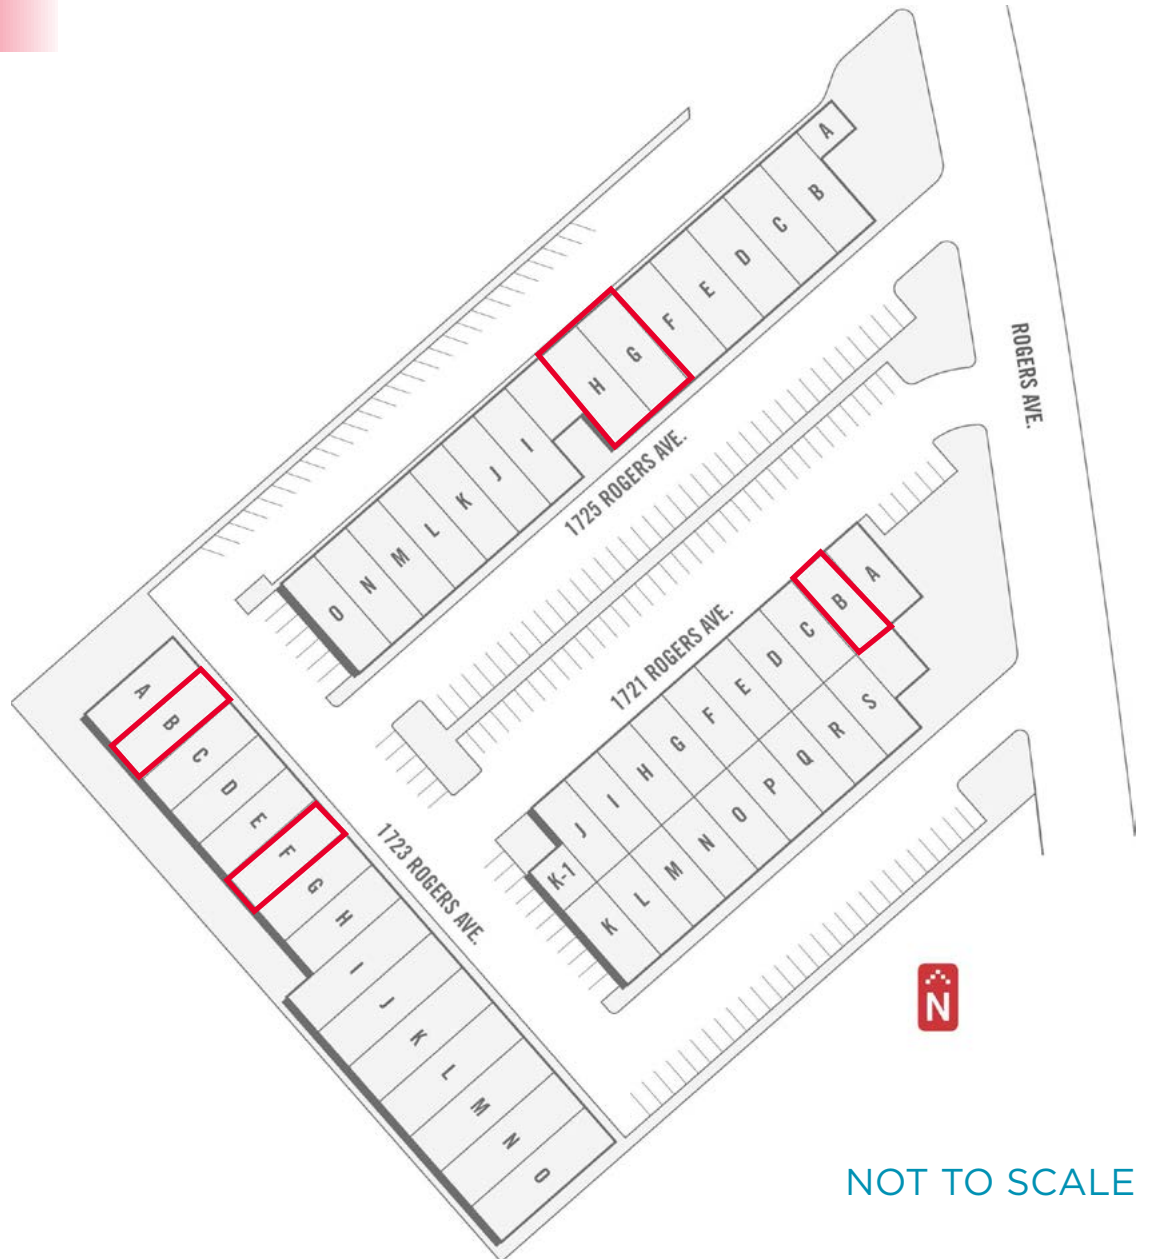 A
B
C
D
E
F
G
H
I
J
K
L
M
N
O
1725 ROGERS AVE.
ROGERS AVE.
A
B
C
D
E
F
G
H
I
J
K-1
K
L
M
N
O
P
Q
R
S
1721 ROGERS AVE.
A
B
C
D
E
F
G
H
I
J
K
L
M
N
O
1723 ROGERS AVE.
N
NOT TO SCALE